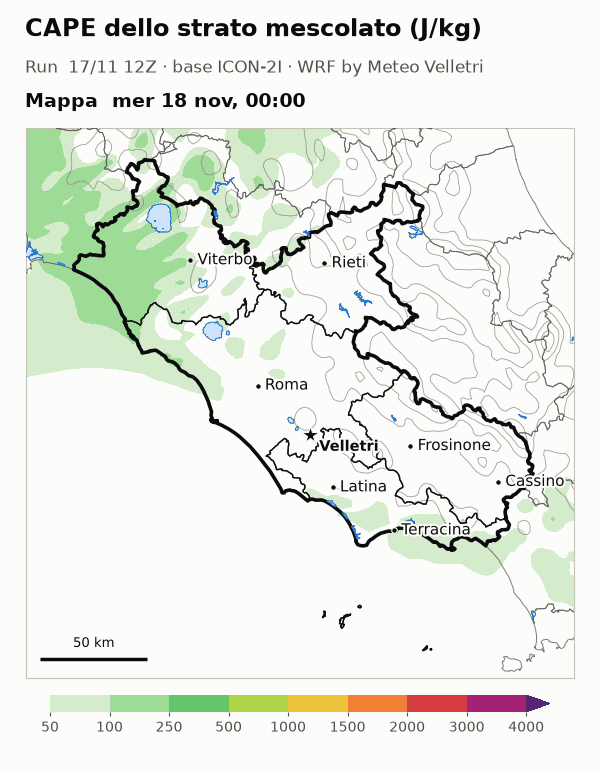 CAPE dello strato mescolato (J/kg)
Run  17/11 12Z · base ICON-2I · WRF by Meteo Velletri
Mappa  mer 18 nov, 00:00
Viterbo
Rieti
Roma
Velletri
Frosinone
Cassino
Latina
Terracina
50 km
50 100 250 500 1000 1500 2000 3000 4000